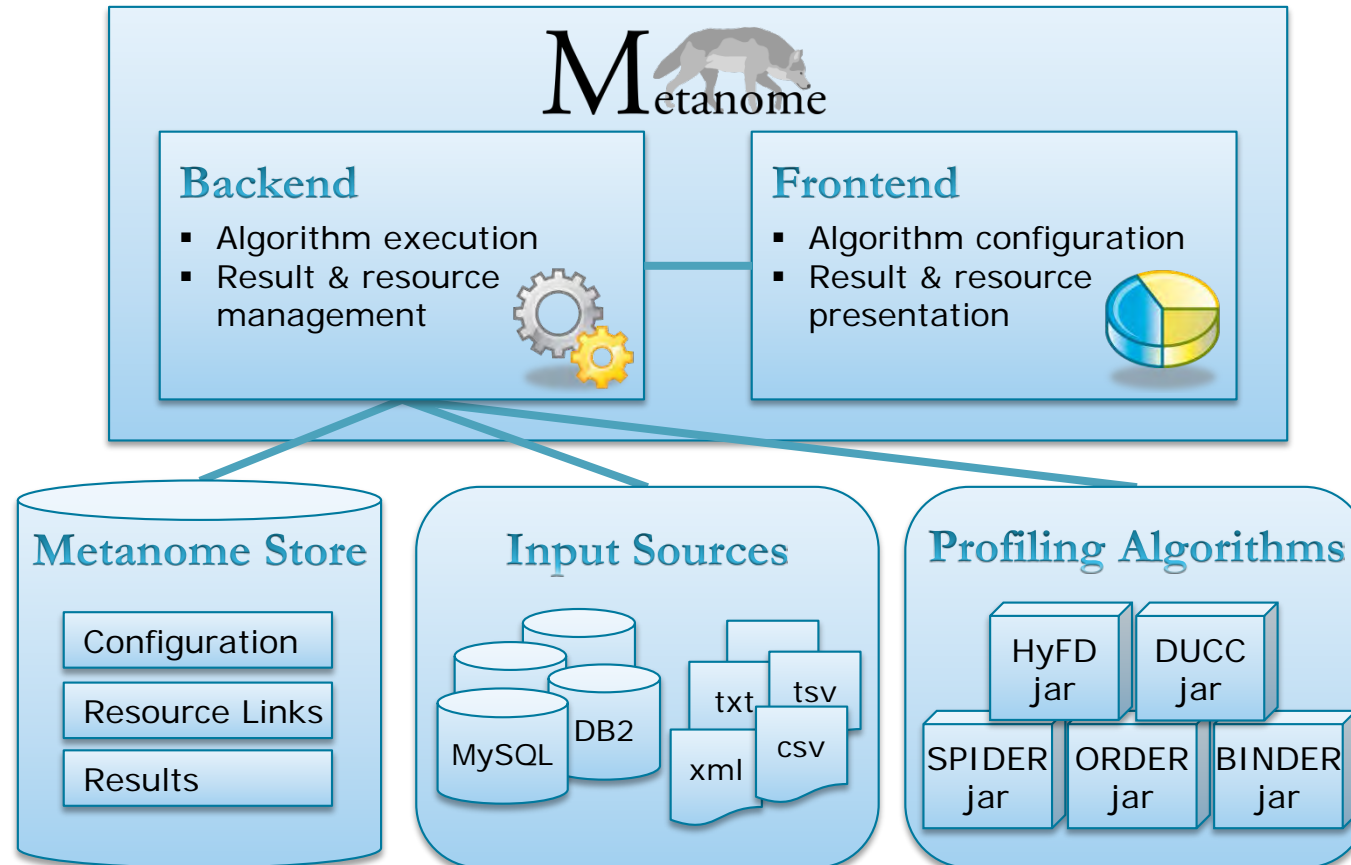 Metanome
Backend
▪ Algorithm execution
▪ Result & resource
management
Frontend
▪ Algorithm configuration
▪ Result & resource
presentation
Metanome Store
Configuration
Resource Links
Results
Input Sources
MySQL
DB2
txt
tsv
xml
csv
Profiling Algorithms
HyFD
jar
DUCC
jar
SPIDER
jar
ORDER
jar
BINDER
jar